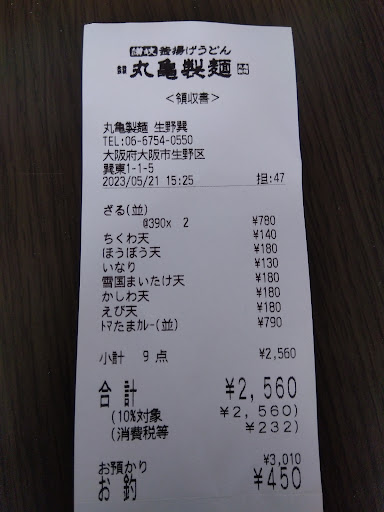 讃岐釜揚げうどん
丸亀製麺
<領収書>
丸亀製麺 生野巽
TEL:06-6754-0550
大阪府大阪市生野区
巽東1-1-5
2023/05/21 15:25 担:47
ざる(並)
@390x 2 ¥780
ちくわ天 ¥140
ほうぼう天 ¥180
いなり ¥130
雪国まいたけ天 ¥180
かしわ天 ¥180
えび天 ¥180
ﾄﾏたまカレー(並) ¥790
小計 9点 ¥2,560
合計 ¥2,560
(10%対象 ¥2,560)
(消費税等 ¥232)
お預かり ¥3,010
お釣 ¥450